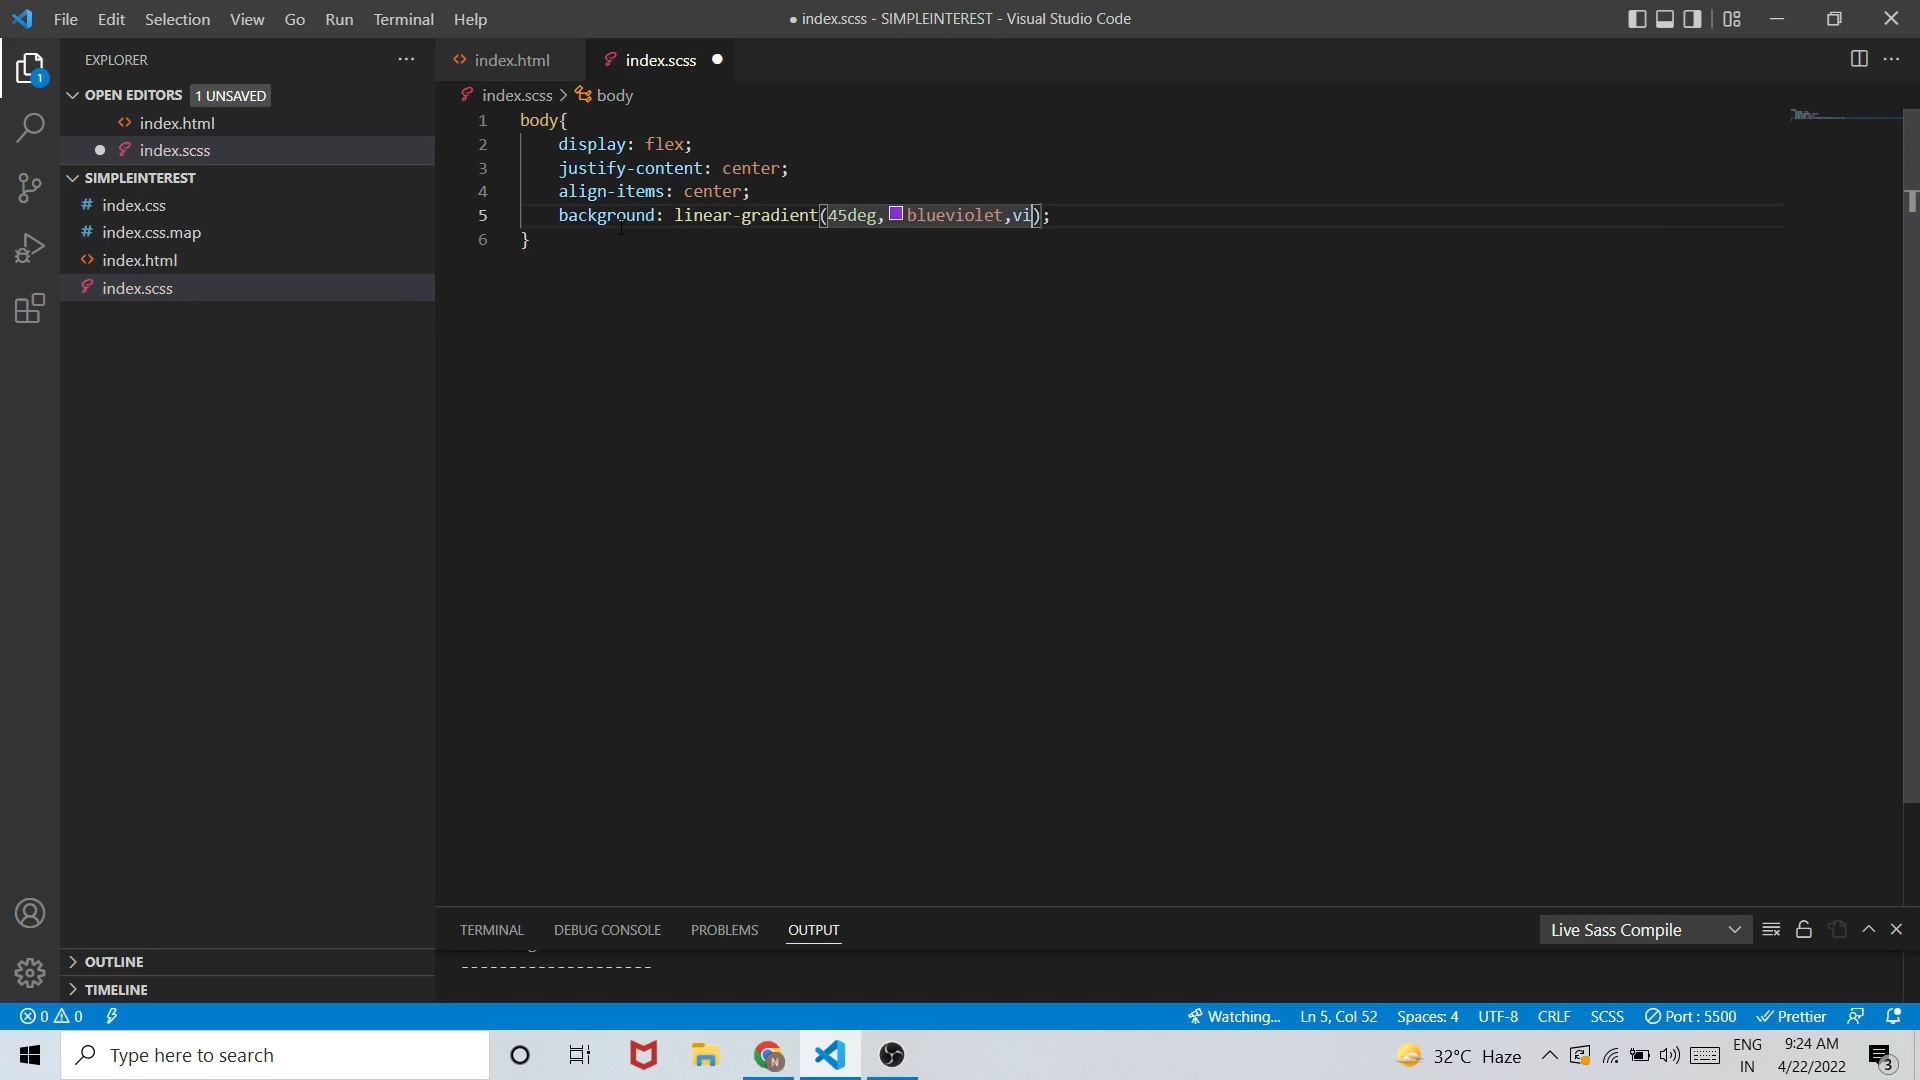 File Edit Selection View Go Run Terminal Help
● index.scss - SIMPLEINTEREST - Visual Studio Code
EXPLORER
index.html
index.scss
OPEN EDITORS 1 UNSAVED
index.html
index.scss
SIMPLEINTEREST
index.css
index.css.map
index.html
index.scss
OUTLINE
TIMELINE
index.scss > body
1 body{
2 display: flex;
3 justify-content: center;
4 align-items: center;
5 background: linear-gradient(45deg,blueviolet,vi);
6 }
TERMINAL DEBUG CONSOLE PROBLEMS OUTPUT
Live Sass Compile
--------------------
0 0 Watching... Ln 5, Col 52 Spaces: 4 UTF-8 CRLF SCSS Port : 5500 Prettier
Type here to search
32°C Haze
ENG
IN
9:24 AM
4/22/2022
3